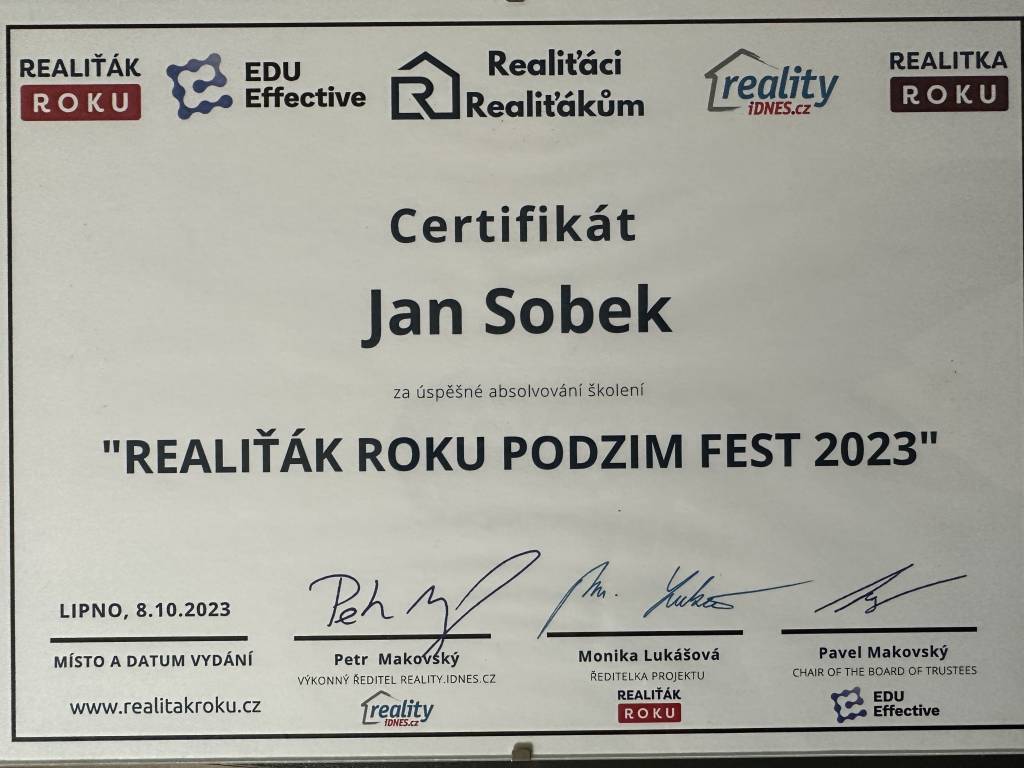 REALIŤÁK
ROKU
EDU
Effective
Realiťáci
Realiťákům
reality
iDNES.cz
REALITKA
ROKU
Certifikát
Jan Sobek
za úspěšné absolvování školení
"REALIŤÁK ROKU PODZIM FEST 2023"
LIPNO, 8.10.2023
MÍSTO A DATUM VYDÁNÍ
www.realitakroku.cz
Petr Makovský
VÝKONNÝ ŘEDITEL REALITY.IDNES.CZ
reality
iDNES.cz
Monika Lukášová
ŘEDITELKA PROJEKTU
REALIŤÁK
ROKU
Pavel Makovský
CHAIR OF THE BOARD OF TRUSTEES
EDU
Effective